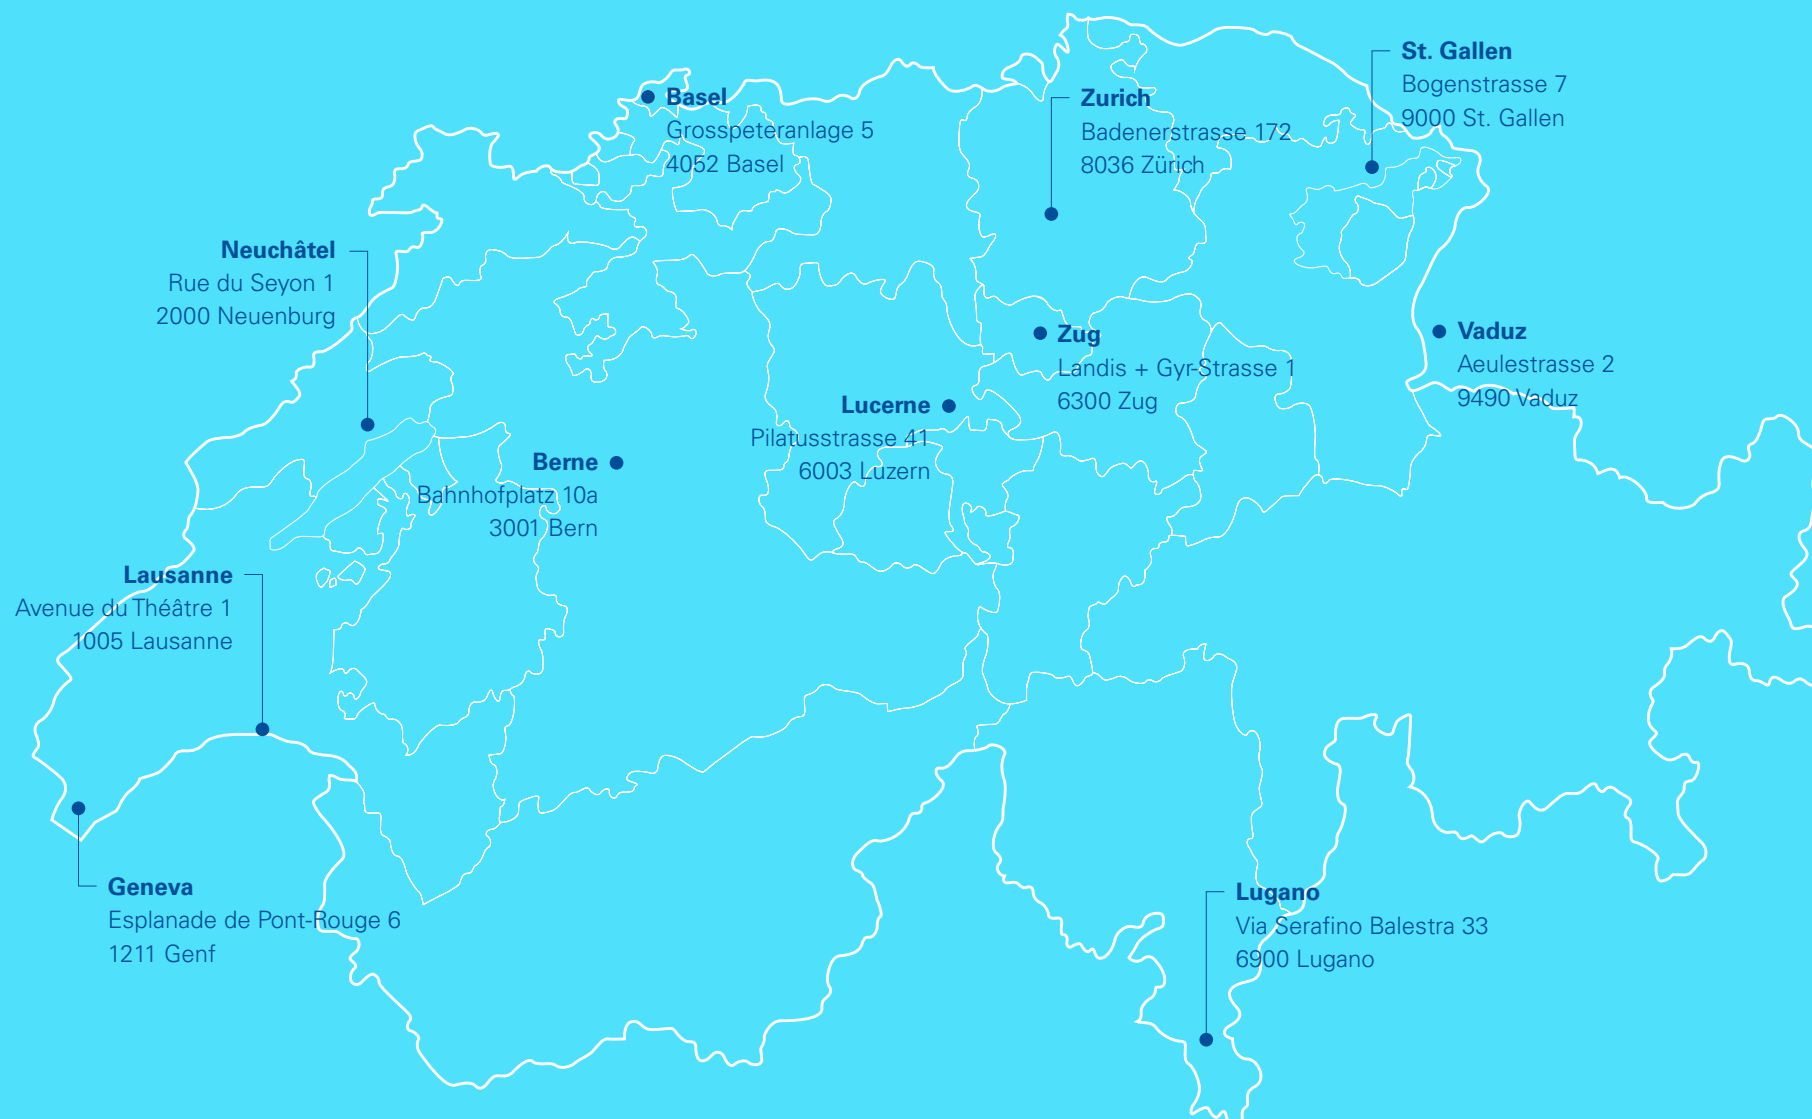 St. Gallen
Bogenstrasse 7
9000 St. Gallen
Basel
Grosspeteranlage 5
4052 Basel
Zurich
Badenerstrasse 172
8036 Zürich
Neuchâtel
Rue du Seyon 1
2000 Neuenburg
Zug
Landis + Gyr-Strasse 1
6300 Zug
Vaduz
Aeulestrasse 2
9490 Vaduz
Lucerne
Pilatusstrasse 41
6003 Luzern
Berne
Bahnhofplatz 10a
3001 Bern
Lausanne
Avenue du Théâtre 1
1005 Lausanne
Geneva
Esplanade de Pont-Rouge 6
1211 Genf
Lugano
Via Serafino Balestra 33
6900 Lugano